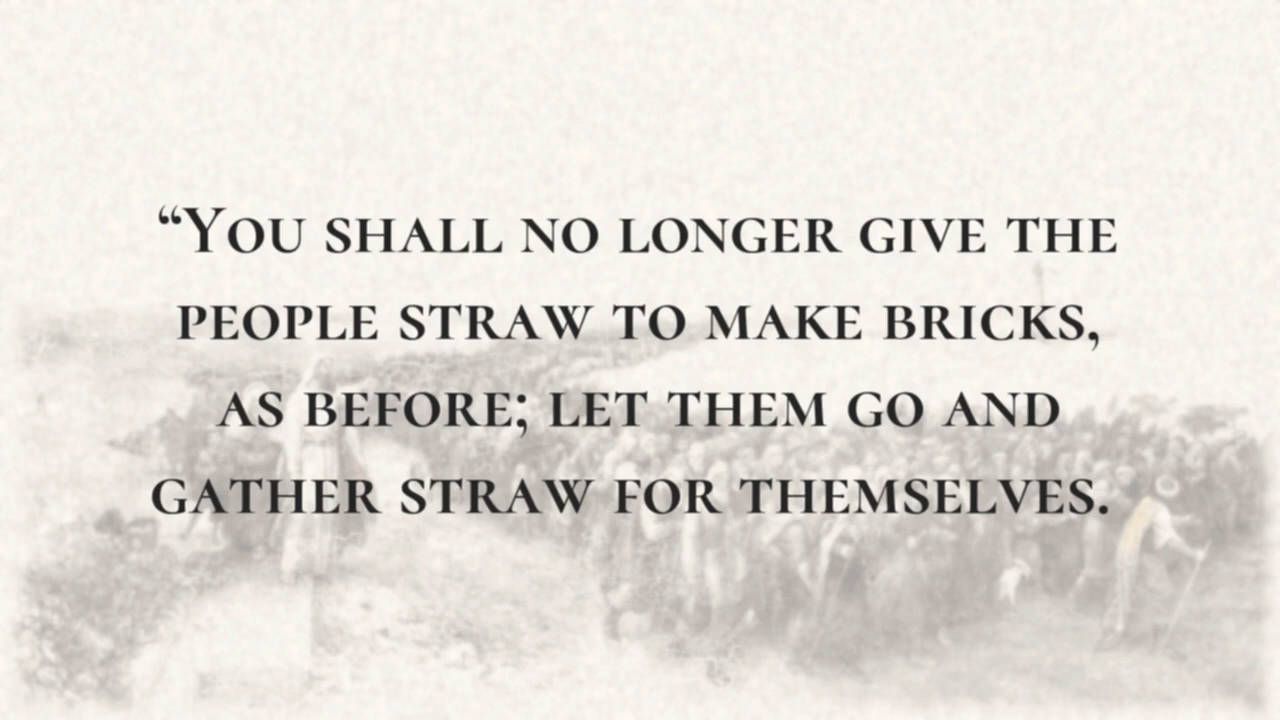 “You shall no longer give the
people straw to make bricks,
as before; let them go and
gather straw for themselves.